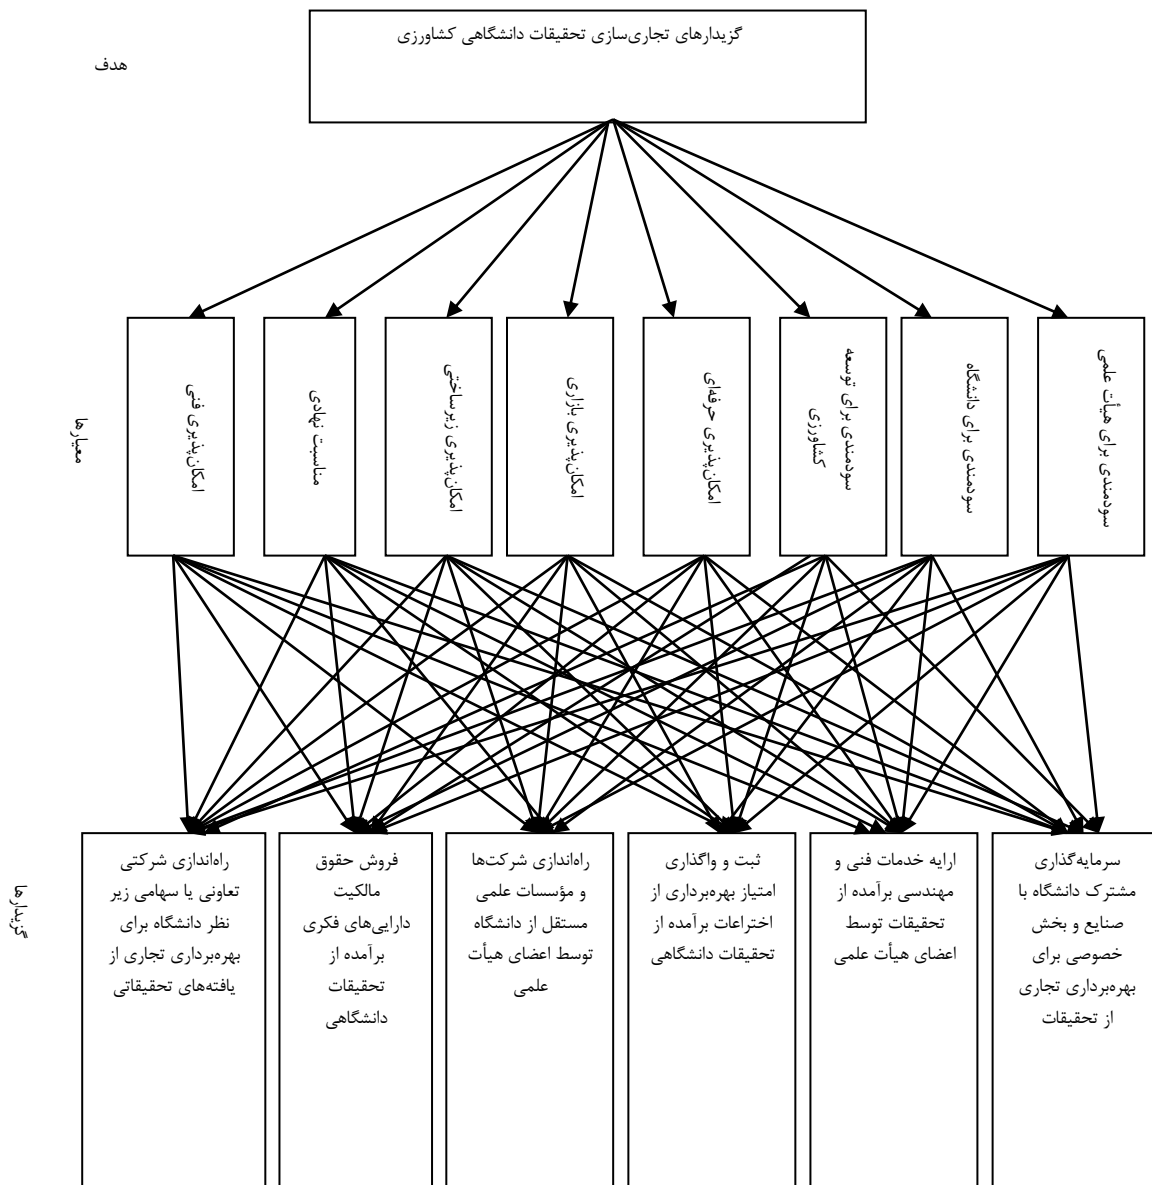 گزیدارهای تجاری‌سازی تحقیقات دانشگاهی کشاورزی
هدف
سودمندی برای هیأت علمی
سودمندی برای دانشگاه
سودمندی برای توسعه
کشاورزی
امکان‌پذیری حرفه‌ای
امکان‌پذیری بازاری
امکان‌پذیری زیرساختی
مناسبت نهادی
امکان‌پذیری فنی
معیارها
سرمایه‌گذاری
مشترک دانشگاه با
صنایع و بخش
خصوصی برای
بهره‌برداری تجاری
از تحقیقات
ارایه خدمات فنی و
مهندسی برآمده از
تحقیقات توسط
اعضای هیأت علمی
ثبت و واگذاری
امتیاز بهره‌برداری از
اختراعات برآمده از
تحقیقات دانشگاهی
راه‌اندازی شرکت‌ها
و مؤسسات علمی
مستقل از دانشگاه
توسط اعضای هیأت
علمی
فروش حقوق
مالکیت
دارایی‌های فکری
برآمده از
تحقیقات
دانشگاهی
راه‌اندازی شرکتی
تعاونی یا سهامی زیر
نظر دانشگاه برای
بهره‌برداری تجاری از
یافته‌های تحقیقاتی
گزیدارها